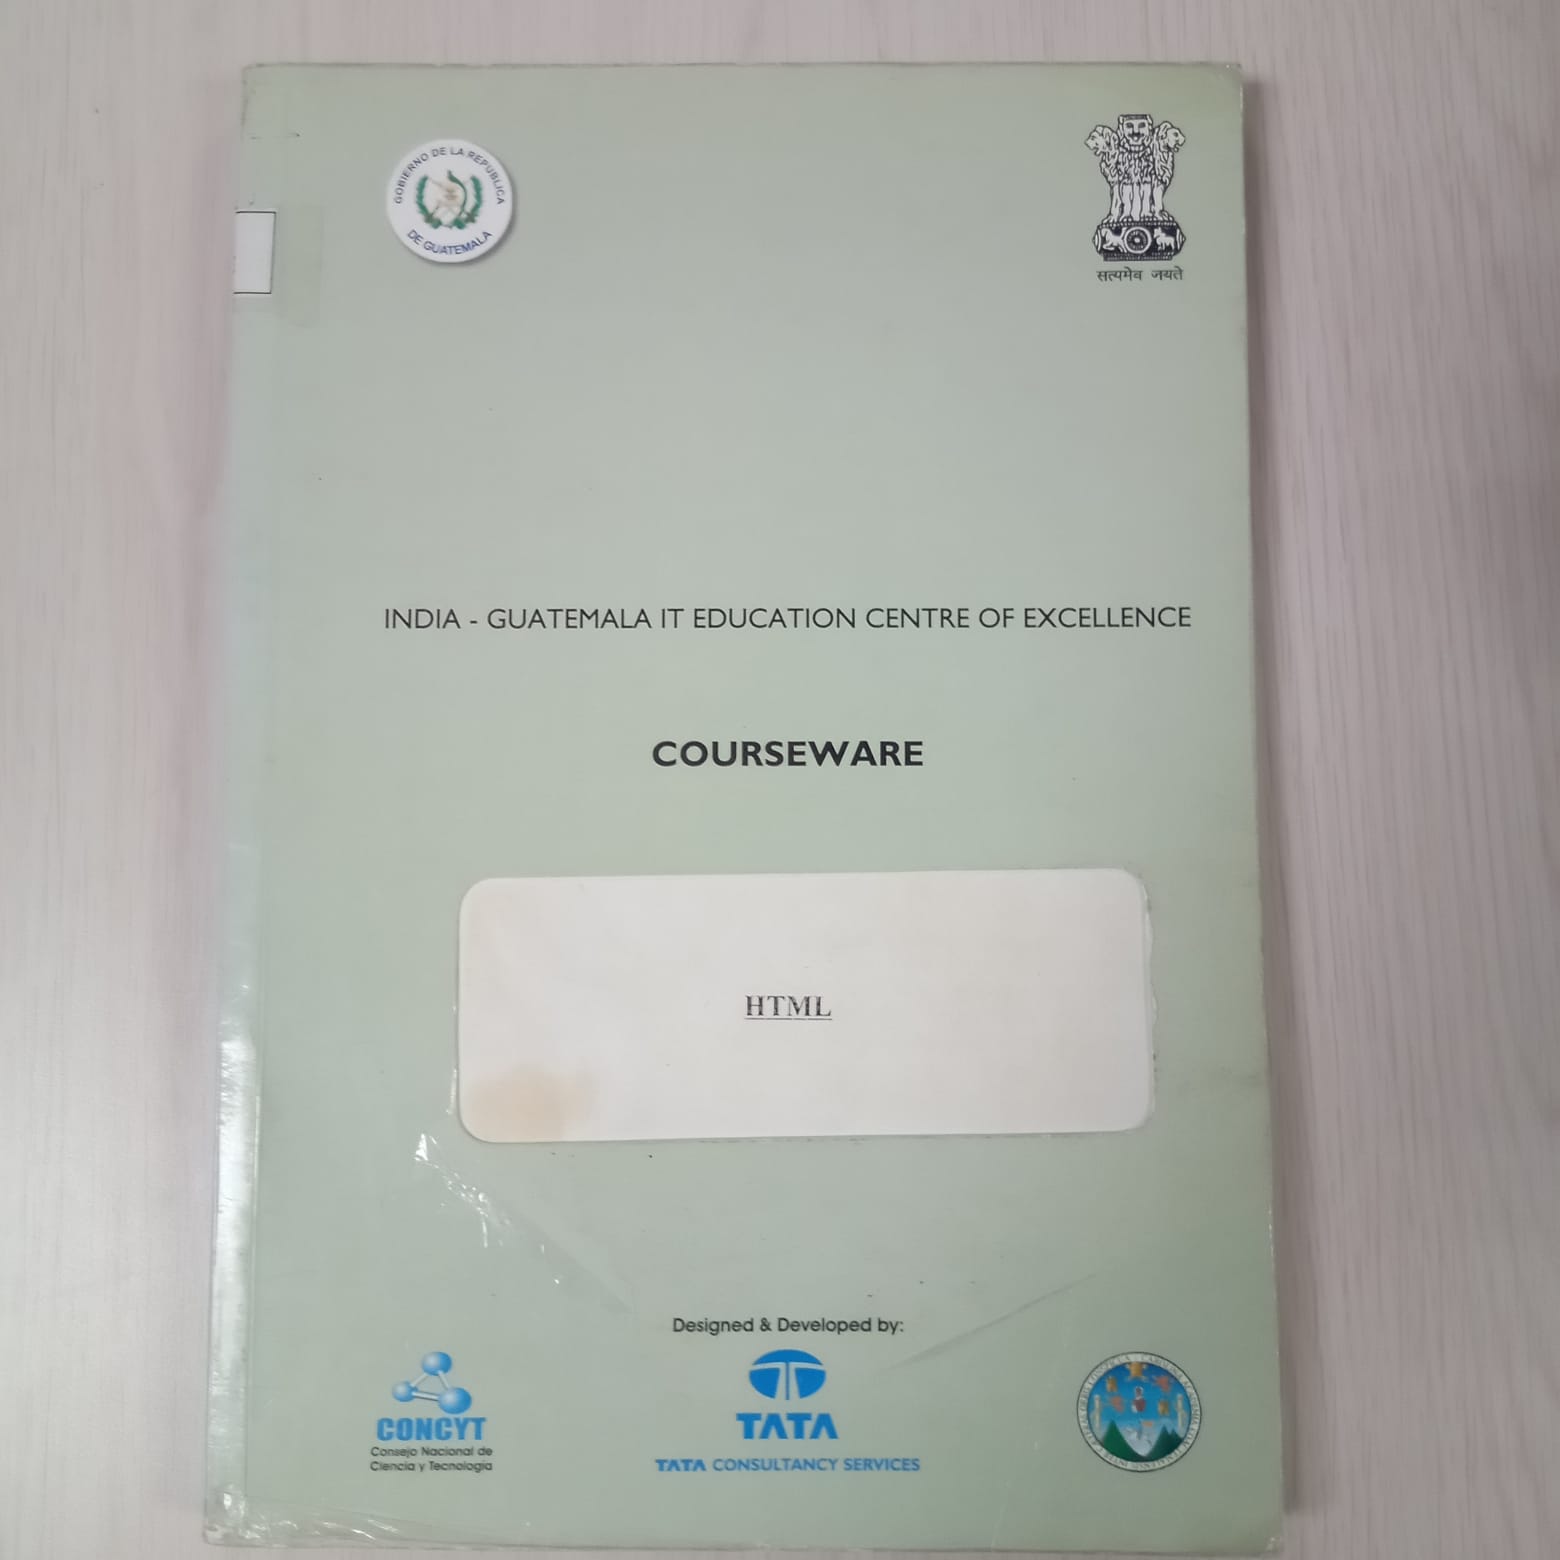 GOBIERNO DE LA REPUBLICA
DE GUATEMALA
सत्यमेव जयते
INDIA - GUATEMALA IT EDUCATION CENTRE OF EXCELLENCE
COURSEWARE
HTML
Designed & Developed by:
CONCYT
Consejo Nacional de
Ciencia y Tecnología
TATA
TATA CONSULTANCY SERVICES